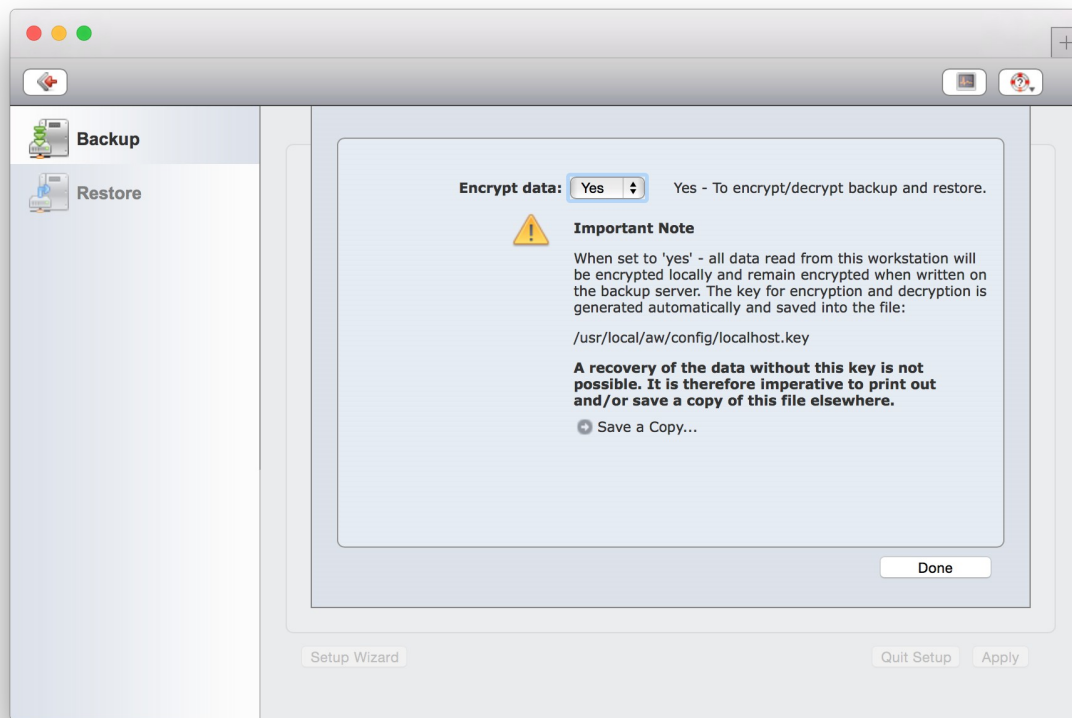 Backup
Restore
Encrypt data: Yes Yes - To encrypt/decrypt backup and restore.
Important Note
When set to 'yes' - all data read from this workstation will
be encrypted locally and remain encrypted when written on
the backup server. The key for encryption and decryption is
generated automatically and saved into the file:
/usr/local/aw/config/localhost.key
A recovery of the data without this key is not
possible. It is therefore imperative to print out
and/or save a copy of this file elsewhere.
Save a Copy...
Done
Setup Wizard Quit Setup Apply